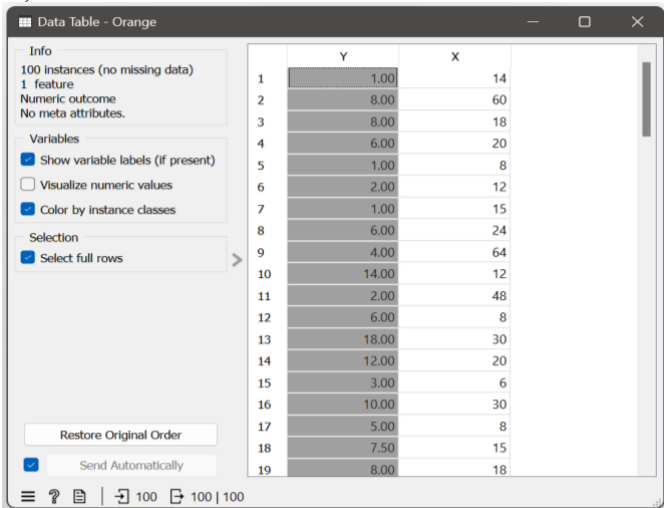 Data Table - Orange
Info
100 instances (no missing data)
1 feature
Numeric outcome
No meta attributes.
Variables
Show variable labels (if present)
Visualize numeric values
Color by instance classes
Selection
Select full rows
Restore Original Order
Send Automatically
Y X
1 1.00 14
2 8.00 60
3 8.00 18
4 6.00 20
5 1.00 8
6 2.00 12
7 1.00 15
8 6.00 24
9 4.00 64
10 14.00 12
11 2.00 48
12 6.00 8
13 18.00 30
14 12.00 20
15 3.00 6
16 10.00 30
17 5.00 8
18 7.50 15
19 8.00 18
100 100 | 100